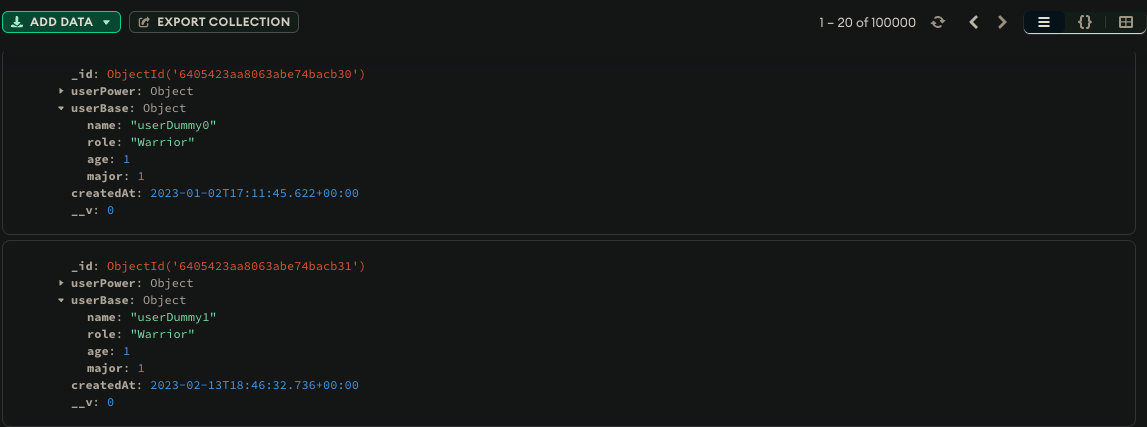 ADD DATA EXPORT COLLECTION 1 – 20 of 100000 {}
_id: ObjectId('6405423aa8063abe74bacb30')
userPower: Object
userBase: Object
name: "userDummy0"
role: "Warrior"
age: 1
major: 1
createdAt: 2023-01-02T17:11:45.622+00:00
__v: 0
_id: ObjectId('6405423aa8063abe74bacb31')
userPower: Object
userBase: Object
name: "userDummy1"
role: "Warrior"
age: 1
major: 1
createdAt: 2023-02-13T18:46:32.736+00:00
__v: 0